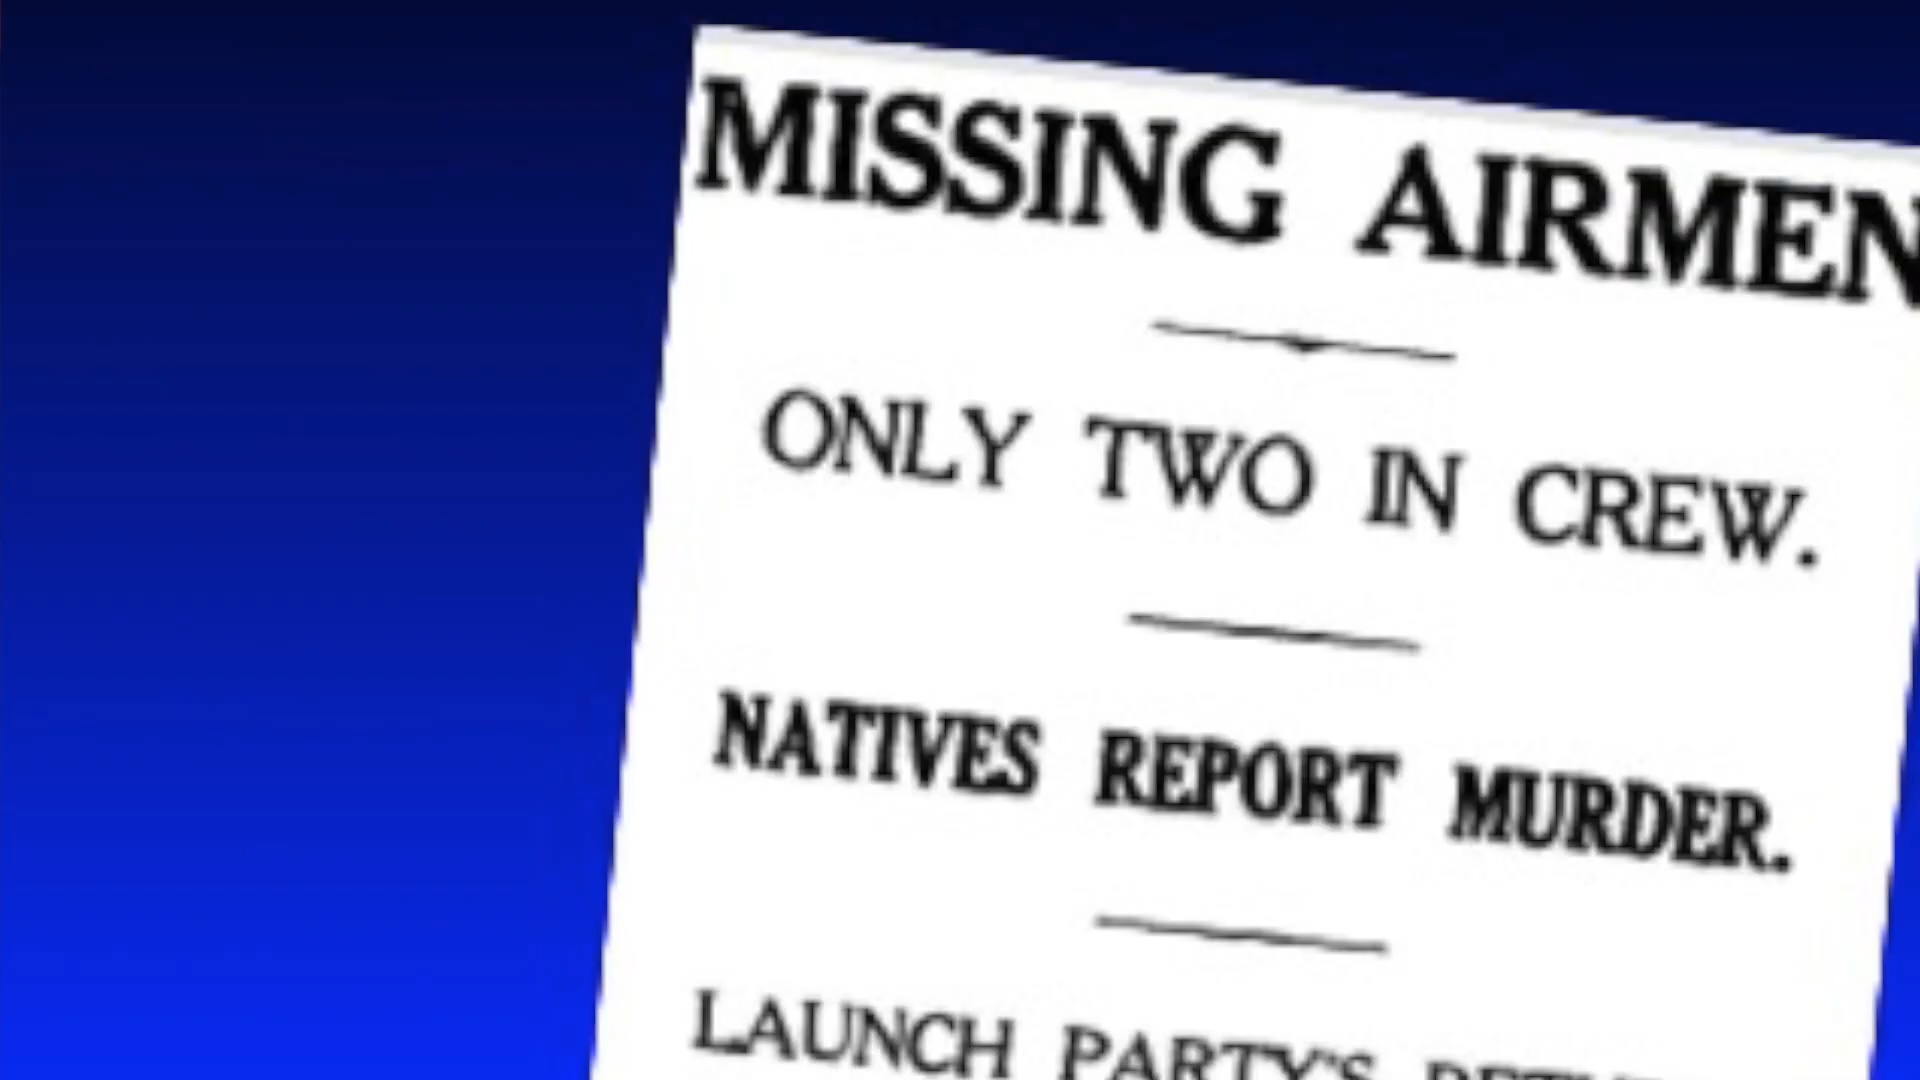 MISSING AIRMEN
ONLY TWO IN CREW.
NATIVES REPORT MURDER.
LAUNCH PARTY'S